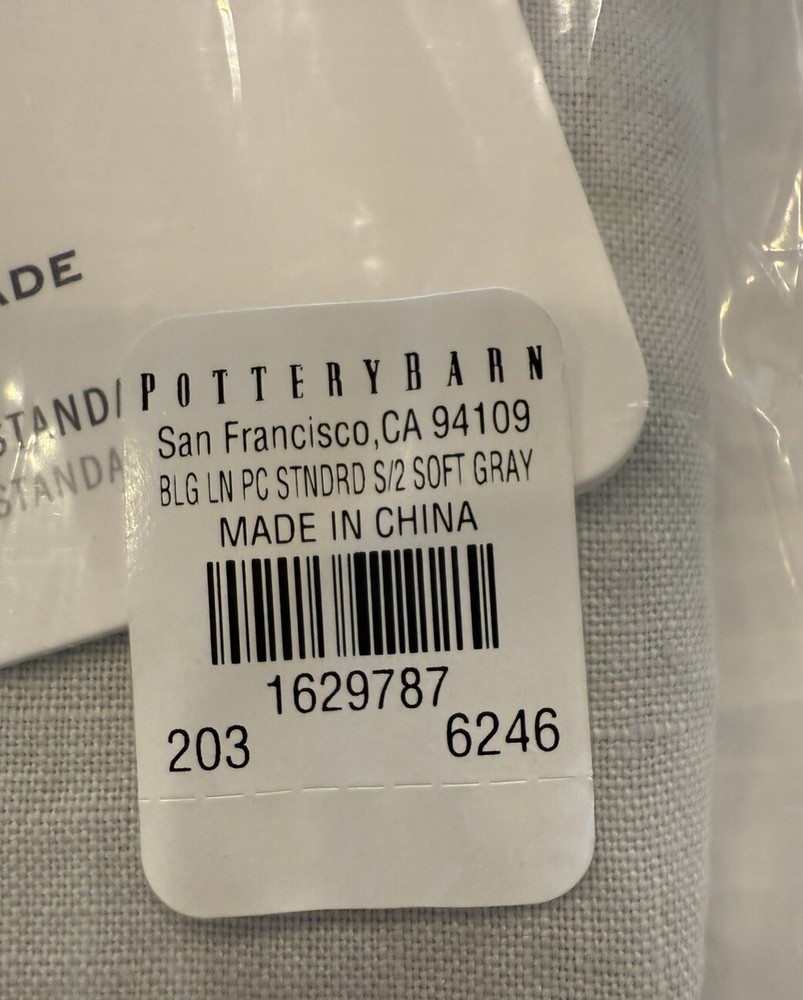 ADE
STANDA
STANDA
POTTERYBARN
San Francisco,CA 94109
BLG LN PC STNDRD S/2 SOFT GRAY
MADE IN CHINA
1629787
203 6246